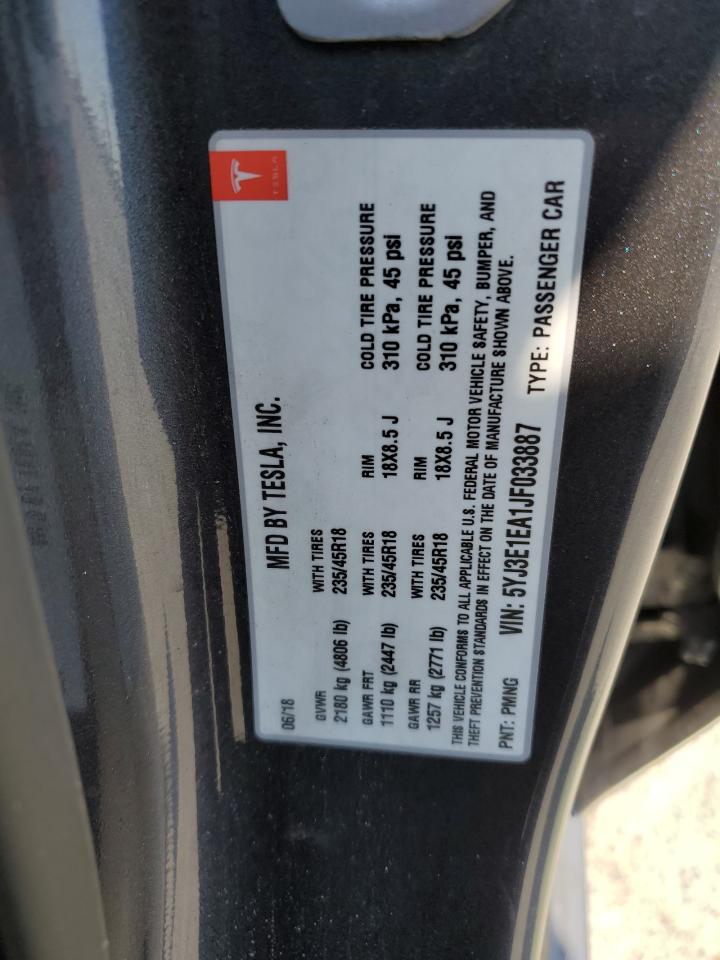 TESLA
MFD BY TESLA, INC.
06/18
GVWR WITH TIRES
2180 kg (4806 lb) 235/45R18
GAWR FRT WITH TIRES RIM COLD TIRE PRESSURE
1110 kg (2447 lb) 235/45R18 18X8.5 J 310 kPa, 45 psi
GAWR RR WITH TIRES RIM COLD TIRE PRESSURE
1257 kg (2771 lb) 235/45R18 18X8.5 J 310 kPa, 45 psi
THIS VEHICLE CONFORMS TO ALL APPLICABLE U.S. FEDERAL MOTOR VEHICLE SAFETY, BUMPER, AND
THEFT PREVENTION STANDARDS IN EFFECT ON THE DATE OF MANUFACTURE SHOWN ABOVE.
PNT: PMNG VIN: 5YJ3E1EA1JF033887 TYPE: PASSENGER CAR